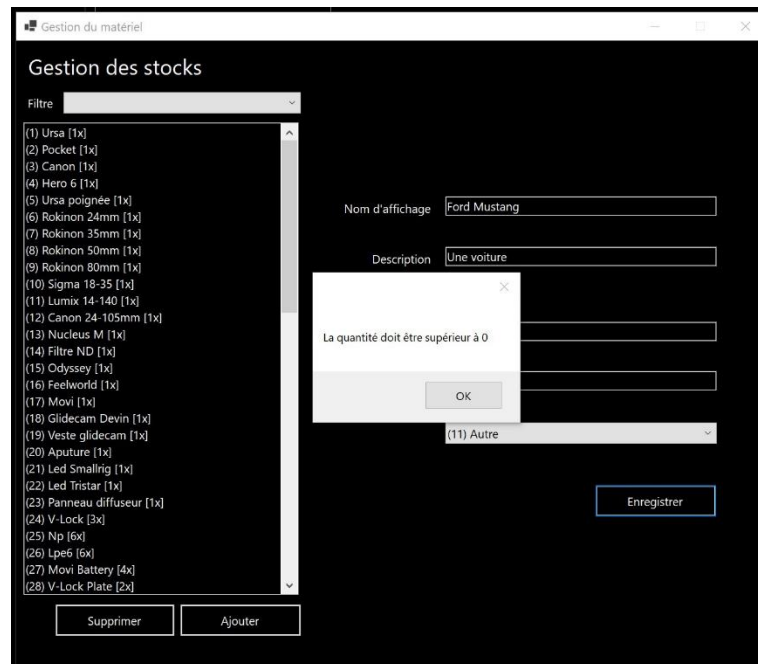 Gestion du matériel
Gestion des stocks
Filtre
(1) Ursa [1x]
(2) Pocket [1x]
(3) Canon [1x]
(4) Hero 6 [1x]
(5) Ursa poignée [1x]
(6) Rokinon 24mm [1x]
(7) Rokinon 35mm [1x]
(8) Rokinon 50mm [1x]
(9) Rokinon 80mm [1x]
(10) Sigma 18-35 [1x]
(11) Lumix 14-140 [1x]
(12) Canon 24-105mm [1x]
(13) Nucleus M [1x]
(14) Filtre ND [1x]
(15) Odyssey [1x]
(16) Feelworld [1x]
(17) Movi [1x]
(18) Glidecam Devin [1x]
(19) Veste glidecam [1x]
(20) Aputure [1x]
(21) Led Smallrig [1x]
(22) Led Tristar [1x]
(23) Panneau diffuseur [1x]
(24) V-Lock [3x]
(25) Np [6x]
(26) Lpe6 [6x]
(27) Movi Battery [4x]
(28) V-Lock Plate [2x]
Supprimer Ajouter
Nom d'affichage Ford Mustang
Description Une voiture
La quantité doit être supérieur à 0
OK
(11) Autre
Enregistrer